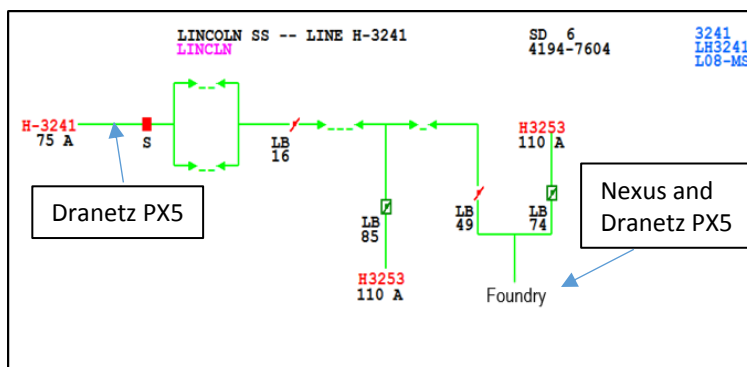 LINCOLN SS -- LINE H-3241
LINCLN
SD 6
4194-7604
3241
LH3241
L08-MS
H-3241
75 A
S
LB
16
H3253
110 A
Dranetz PX5
LB
85
LB
49
LB
74
Nexus and
Dranetz PX5
H3253
110 A
Foundry